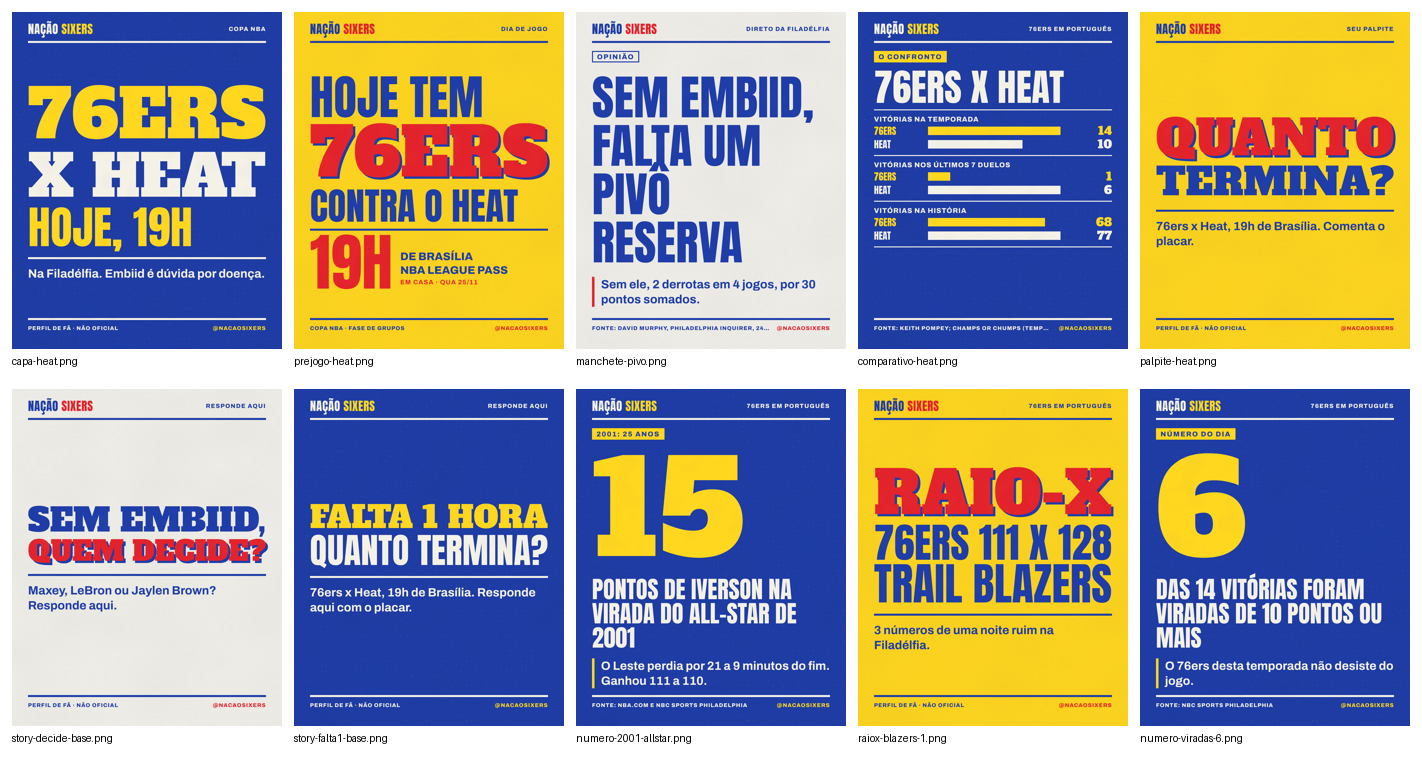 NAÇÃO SIXERS
COPA NBA
76ERS
X HEAT
HOJE, 19H
Na Filadélfia. Embiid é dúvida por doença.
PERFIL DE FÃ · NÃO OFICIAL
@NACAOSIXERS
capa-heat.png
NAÇÃO SIXERS
DIA DE JOGO
HOJE TEM
76ERS
CONTRA O HEAT
19H
DE BRASÍLIA
NBA LEAGUE PASS
EM CASA · QUA 25/11
COPA NBA · FASE DE GRUPOS
@NACAOSIXERS
prejogo-heat.png
NAÇÃO SIXERS
DIRETO DA FILADÉLFIA
OPINIÃO
SEM EMBIID,
FALTA UM
PIVÔ
RESERVA
Sem ele, 2 derrotas em 4 jogos, por 30
pontos somados.
FONTE: DAVID MURPHY, PHILADELPHIA INQUIRER, 24...
@NACAOSIXERS
manchete-pivo.png
NAÇÃO SIXERS
76ERS EM PORTUGUÊS
O CONFRONTO
76ERS X HEAT
VITÓRIAS NA TEMPORADA
76ERS 14
HEAT 10
VITÓRIAS NOS ÚLTIMOS 7 DUELOS
76ERS 1
HEAT 6
VITÓRIAS NA HISTÓRIA
76ERS 68
HEAT 77
FONTE: KEITH POMPEY; CHAMPS OR CHUMPS (TEMP...
@NACAOSIXERS
comparativo-heat.png
NAÇÃO SIXERS
SEU PALPITE
QUANTO
TERMINA?
76ers x Heat, 19h de Brasília. Comenta o
placar.
PERFIL DE FÃ · NÃO OFICIAL
@NACAOSIXERS
palpite-heat.png
NAÇÃO SIXERS
RESPONDE AQUI
SEM EMBIID,
QUEM DECIDE?
Maxey, LeBron ou Jaylen Brown?
Responde aqui.
PERFIL DE FÃ · NÃO OFICIAL
@NACAOSIXERS
story-decide-base.png
NAÇÃO SIXERS
RESPONDE AQUI
FALTA 1 HORA
QUANTO TERMINA?
76ers x Heat, 19h de Brasília. Responde
aqui com o placar.
PERFIL DE FÃ · NÃO OFICIAL
@NACAOSIXERS
story-falta1-base.png
NAÇÃO SIXERS
76ERS EM PORTUGUÊS
2001: 25 ANOS
15
PONTOS DE IVERSON NA
VIRADA DO ALL-STAR DE
2001
O Leste perdia por 21 a 9 minutos do fim.
Ganhou 111 a 110.
FONTE: NBA.COM E NBC SPORTS PHILADELPHIA
@NACAOSIXERS
numero-2001-allstar.png
NAÇÃO SIXERS
76ERS EM PORTUGUÊS
RAIO-X
76ERS 111 X 128
TRAIL BLAZERS
3 números de uma noite ruim na
Filadélfia.
PERFIL DE FÃ · NÃO OFICIAL
@NACAOSIXERS
raiox-blazers-1.png
NAÇÃO SIXERS
76ERS EM PORTUGUÊS
NÚMERO DO DIA
6
DAS 14 VITÓRIAS FORAM
VIRADAS DE 10 PONTOS OU
MAIS
O 76ers desta temporada não desiste do
jogo.
FONTE: NBC SPORTS PHILADELPHIA
@NACAOSIXERS
numero-viradas-6.png